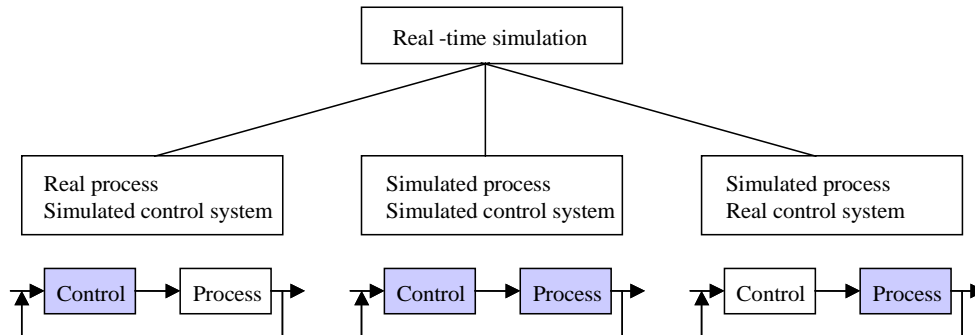 Real -time simulation
Real process
Simulated control system
Simulated process
Simulated control system
Simulated process
Real control system
Control
Process
Control
Process
Control
Process